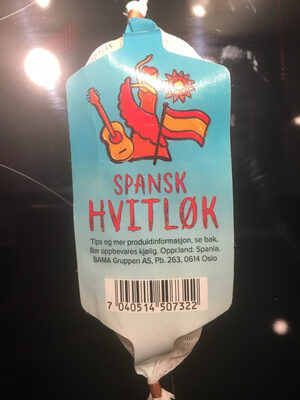 SPANSK
HVITLØK
Tips og mer produktinformasjon, se bak.
Bør oppbevares kjølig. Oppr.land: Spania.
BAMA Gruppen AS, Pb. 263, 0614 Oslo
7 040514 507322